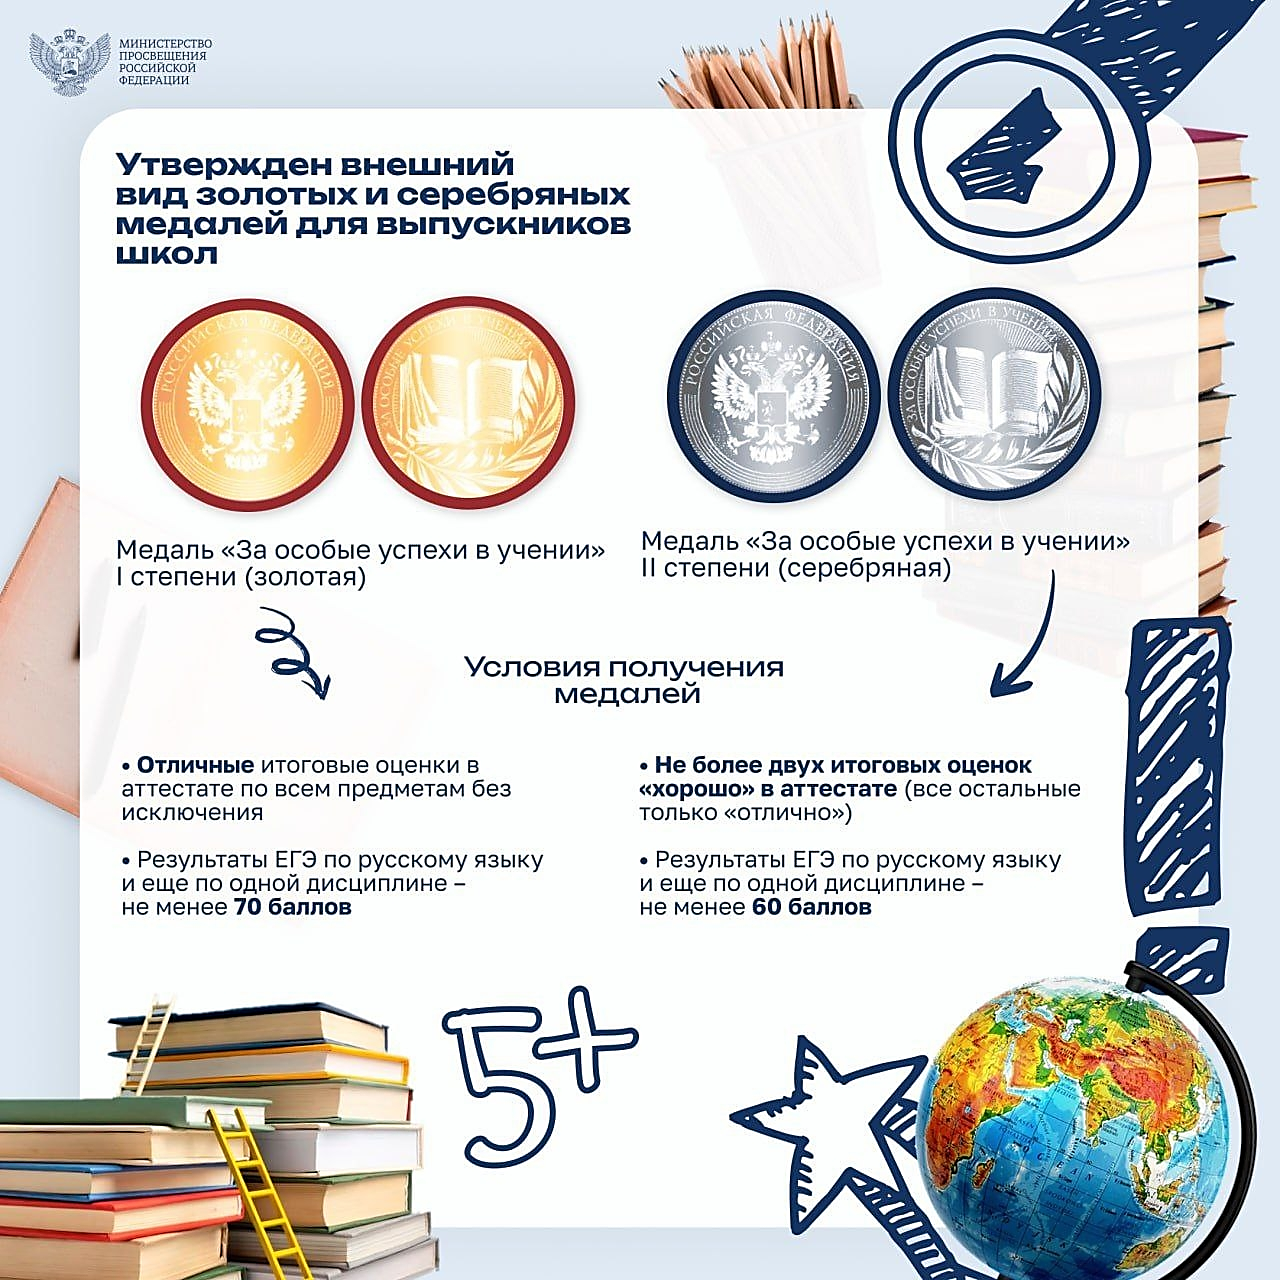 МИНИСТЕРСТВО
ПРОСВЕЩЕНИЯ
РОССИЙСКОЙ
ФЕДЕРАЦИИ
Утвержден внешний
вид золотых и серебряных
медалей для выпускников
школ
РОССИЙСКАЯ ФЕДЕРАЦИЯ
ЗА ОСОБЫЕ УСПЕХИ В УЧЕНИИ
РОССИЙСКАЯ ФЕДЕРАЦИЯ
ЗА ОСОБЫЕ УСПЕХИ В УЧЕНИИ
Медаль «За особые успехи в учении»
I степени (золотая)
Медаль «За особые успехи в учении»
II степени (серебряная)
Условия получения
медалей
• Отличные итоговые оценки в
аттестате по всем предметам без
исключения
• Результаты ЕГЭ по русскому языку
и еще по одной дисциплине –
не менее 70 баллов
• Не более двух итоговых оценок
«хорошо» в аттестате (все остальные
только «отлично»)
• Результаты ЕГЭ по русскому языку
и еще по одной дисциплине –
не менее 60 баллов
5+